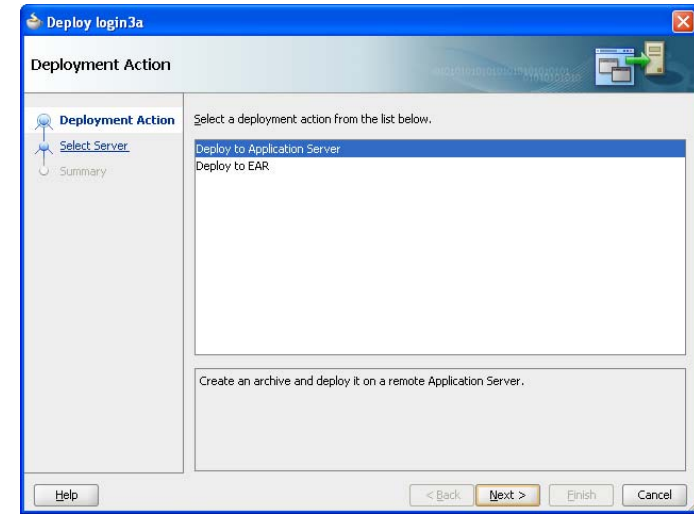 Deploy login3a
Deployment Action
Deployment Action
Select Server
Summary
Select a deployment action from the list below.
Deploy to Application Server
Deploy to EAR
Create an archive and deploy it on a remote Application Server.
Help
< Back
Next >
Finish
Cancel